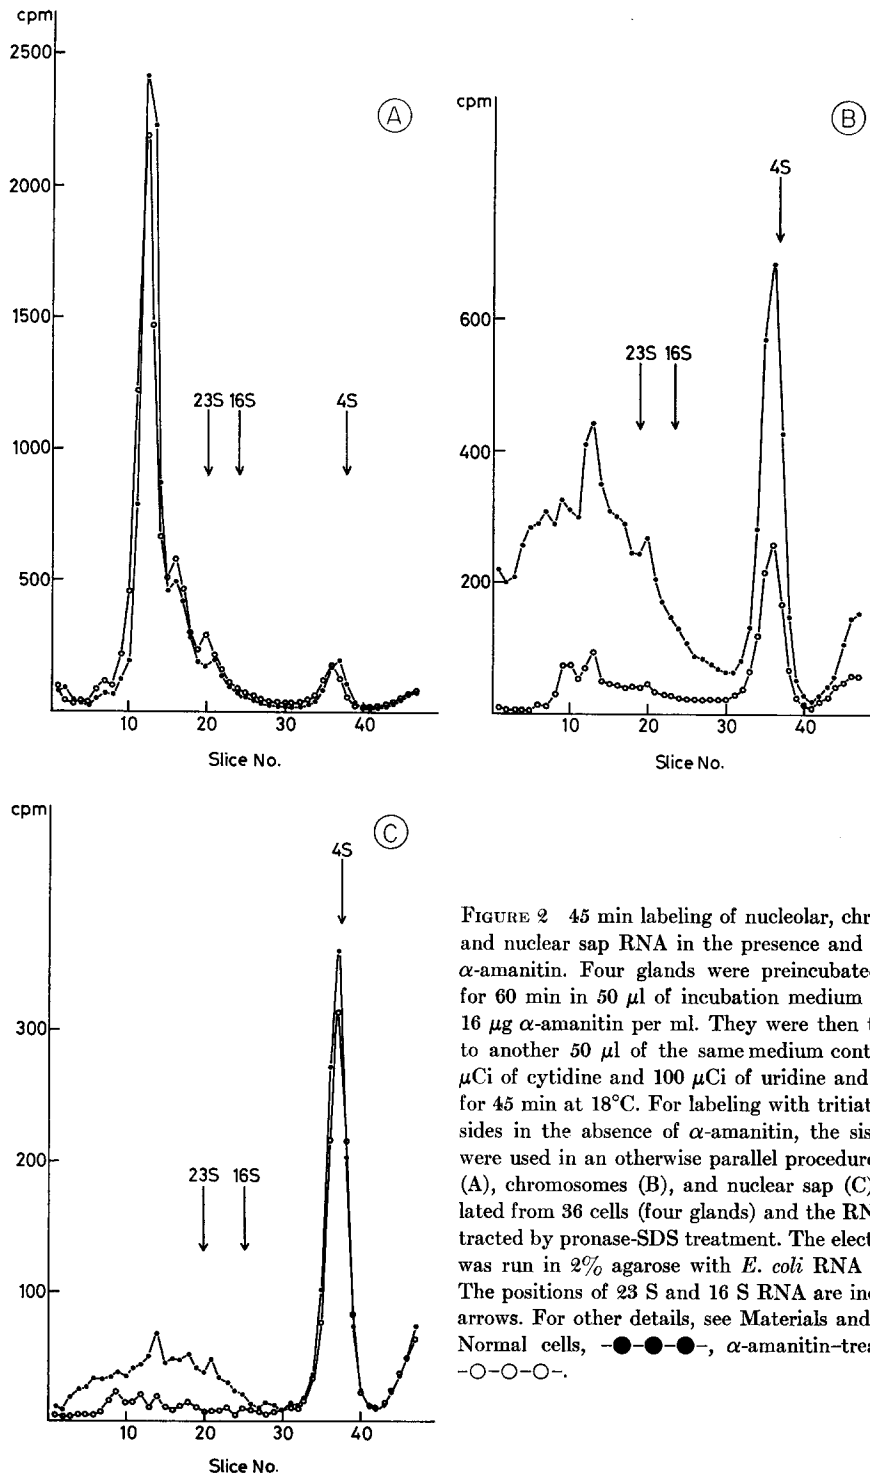 cpm
2500
2000
1500
1000
500
A
23S 16S
4S
10 20 30 40
Slice No.
cpm
B
4S
600
400
200
23S 16S
10 20 30 40
Slice No.
cpm
C
4S
300
200
100
23S 16S
10 20 30 40
Slice No.
FIGURE 2 45 min labeling of nucleolar, chr
and nuclear sap RNA in the presence and
α-amanitin. Four glands were preincubate
for 60 min in 50 μl of incubation medium
16 μg α-amanitin per ml. They were then t
to another 50 μl of the same medium cont
μCi of cytidine and 100 μCi of uridine and
for 45 min at 18°C. For labeling with tritiat
sides in the absence of α-amanitin, the sis
were used in an otherwise parallel procedure
(A), chromosomes (B), and nuclear sap (C)
lated from 36 cells (four glands) and the RN
tracted by pronase-SDS treatment. The elect
was run in 2% agarose with E. coli RNA
The positions of 23 S and 16 S RNA are inc
arrows. For other details, see Materials and
Normal cells, -●-●-●-, α-amanitin-trea
-○-○-○-.